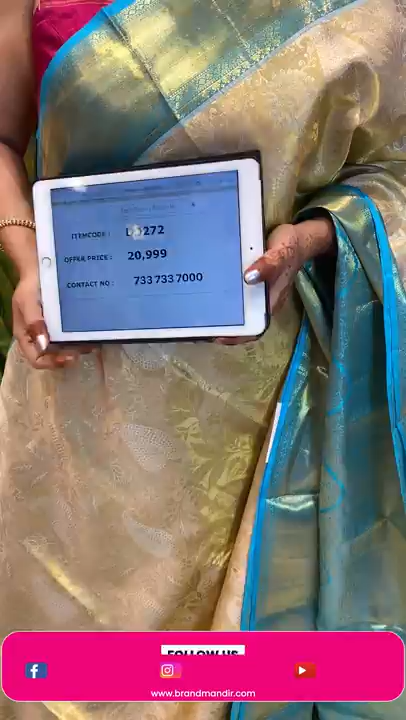 ITEMCODE :
OFFER PRICE : 20,999
CONTACT NO : 733 733 7000
FOLLOW US
www.brandmandir.com